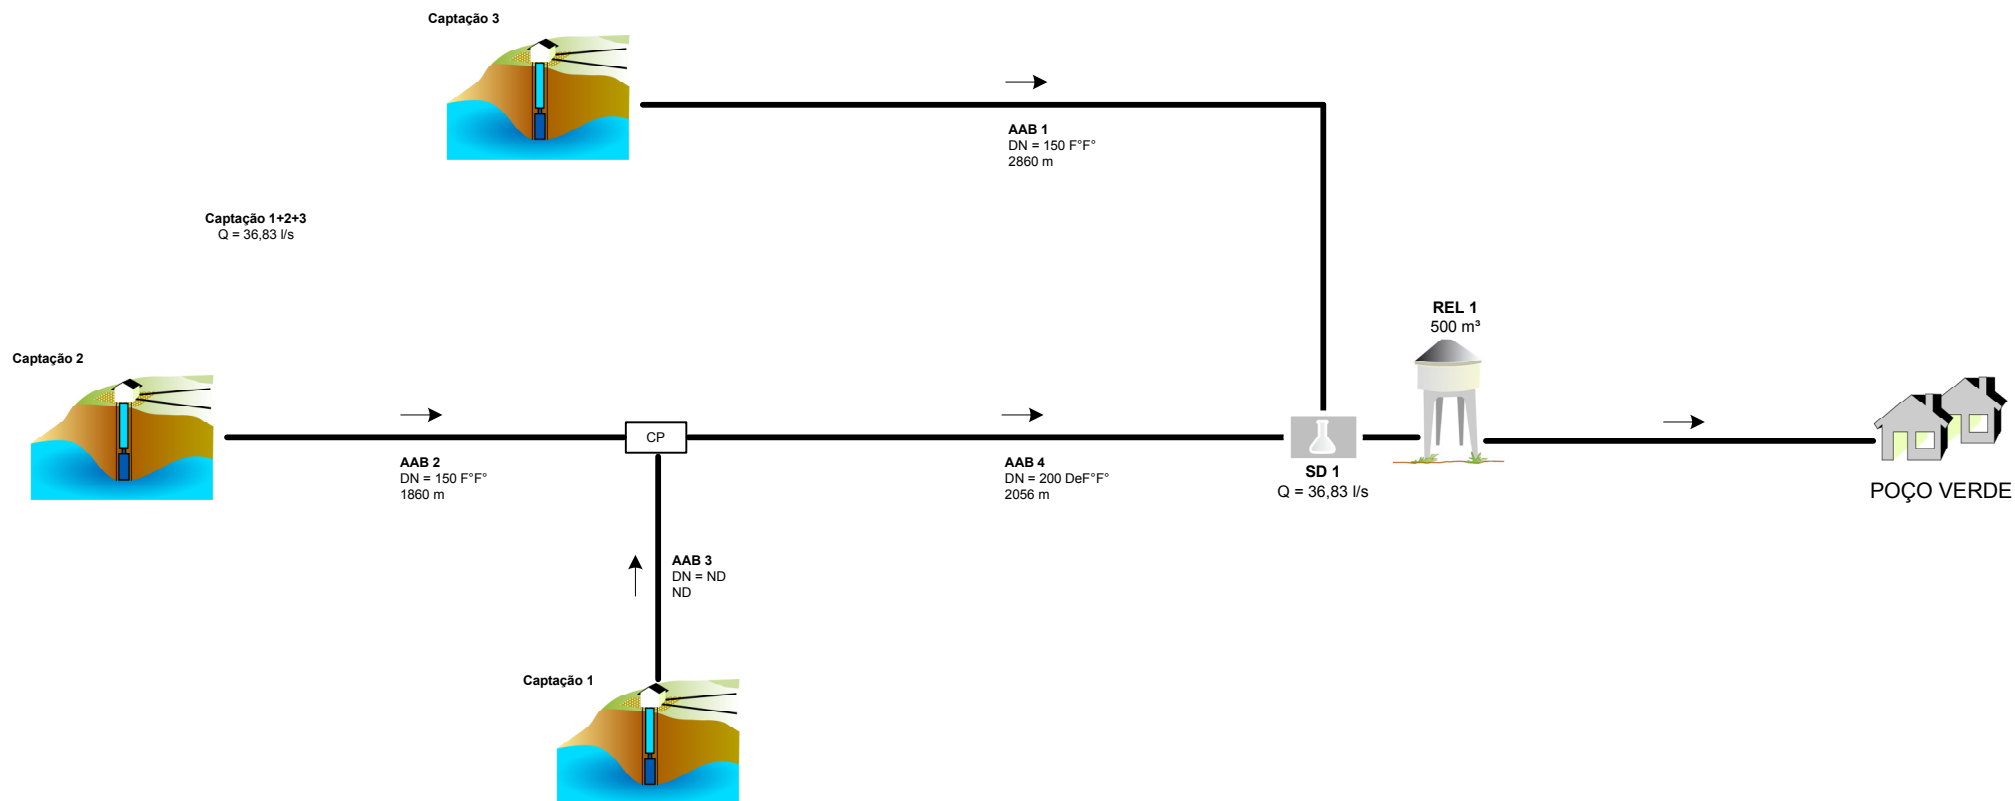 Captação 3
AAB 1
DN = 150 F°F°
2860 m
Captação 1+2+3
Q = 36,83 l/s
REL 1
500 m³
Captação 2
CP
AAB 2
DN = 150 F°F°
1860 m
AAB 4
DN = 200 DeF°F°
2056 m
SD 1
Q = 36,83 l/s
POÇO VERDE
AAB 3
DN = ND
ND
Captação 1